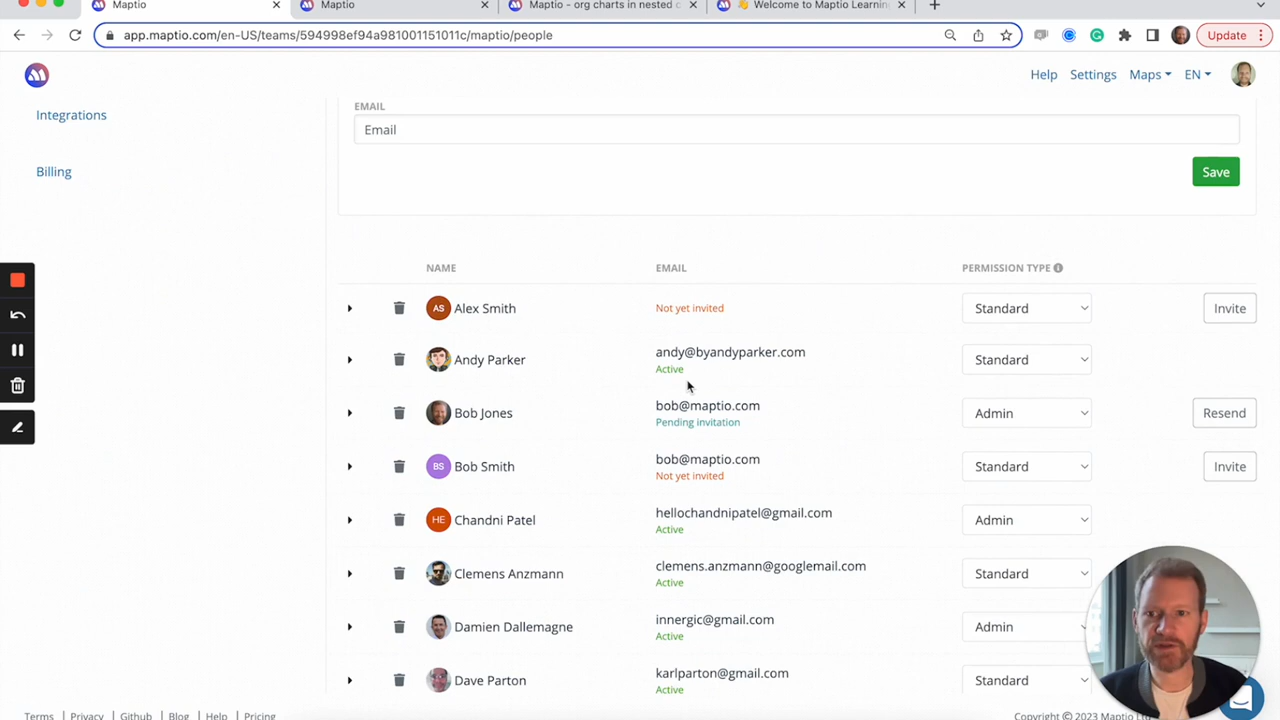 Maptio
Maptio
Maptio - org charts in nested c
👋 Welcome to Maptio Learnin
app.maptio.com/en-US/teams/594998ef94a981001151011c/maptio/people
Update
Help
Settings
Maps
EN
Integrations
Billing
EMAIL
Email
Save
NAME
EMAIL
PERMISSION TYPE
AS
Alex Smith
Not yet invited
Standard
Invite
Andy Parker
andy@byandyparker.com
Active
Standard
Bob Jones
bob@maptio.com
Pending invitation
Admin
Resend
BS
Bob Smith
bob@maptio.com
Not yet invited
Standard
Invite
HE
Chandni Patel
hellochandnipatel@gmail.com
Active
Admin
Clemens Anzmann
clemens.anzmann@googlemail.com
Active
Standard
Damien Dallemagne
innergic@gmail.com
Active
Admin
Dave Parton
karlparton@gmail.com
Active
Standard
Terms | Privacy | Github | Blog | Help | Pricing
Copyright © 2023 Maptio